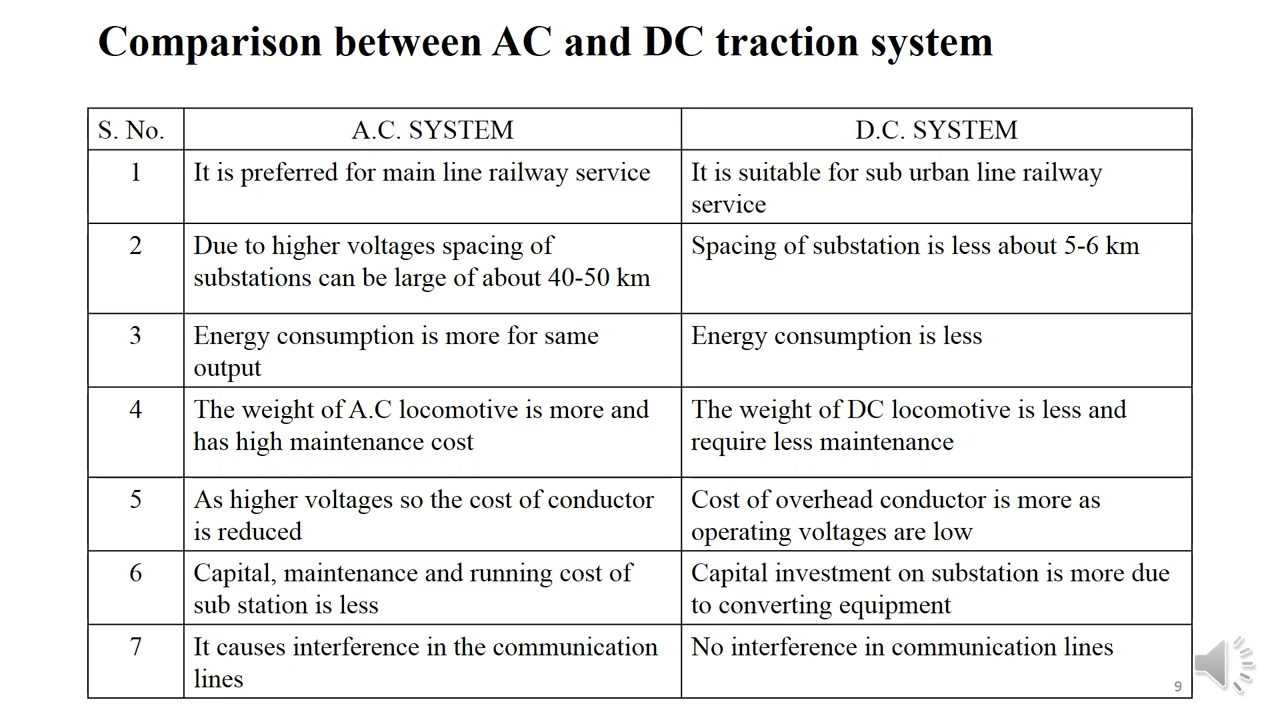 Comparison between AC and DC traction system
S. No.
A.C. SYSTEM
D.C. SYSTEM
1
It is preferred for main line railway service
It is suitable for sub urban line railway
service
2
Due to higher voltages spacing of
substations can be large of about 40-50 km
Spacing of substation is less about 5-6 km
3
Energy consumption is more for same
output
Energy consumption is less
4
The weight of A.C locomotive is more and
has high maintenance cost
The weight of DC locomotive is less and
require less maintenance
5
As higher voltages so the cost of conductor
is reduced
Cost of overhead conductor is more as
operating voltages are low
6
Capital, maintenance and running cost of
sub station is less
Capital investment on substation is more due
to converting equipment
7
It causes interference in the communication
lines
No interference in communication lines
9